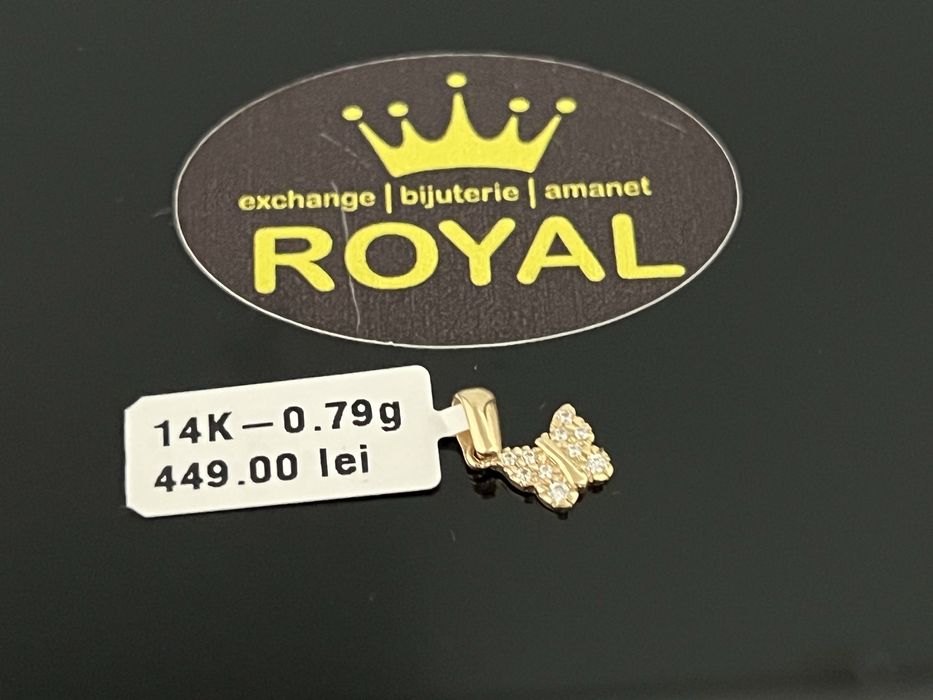 exchange | bijuterie | amanet
ROYAL
14K—0.79g
449.00 lei